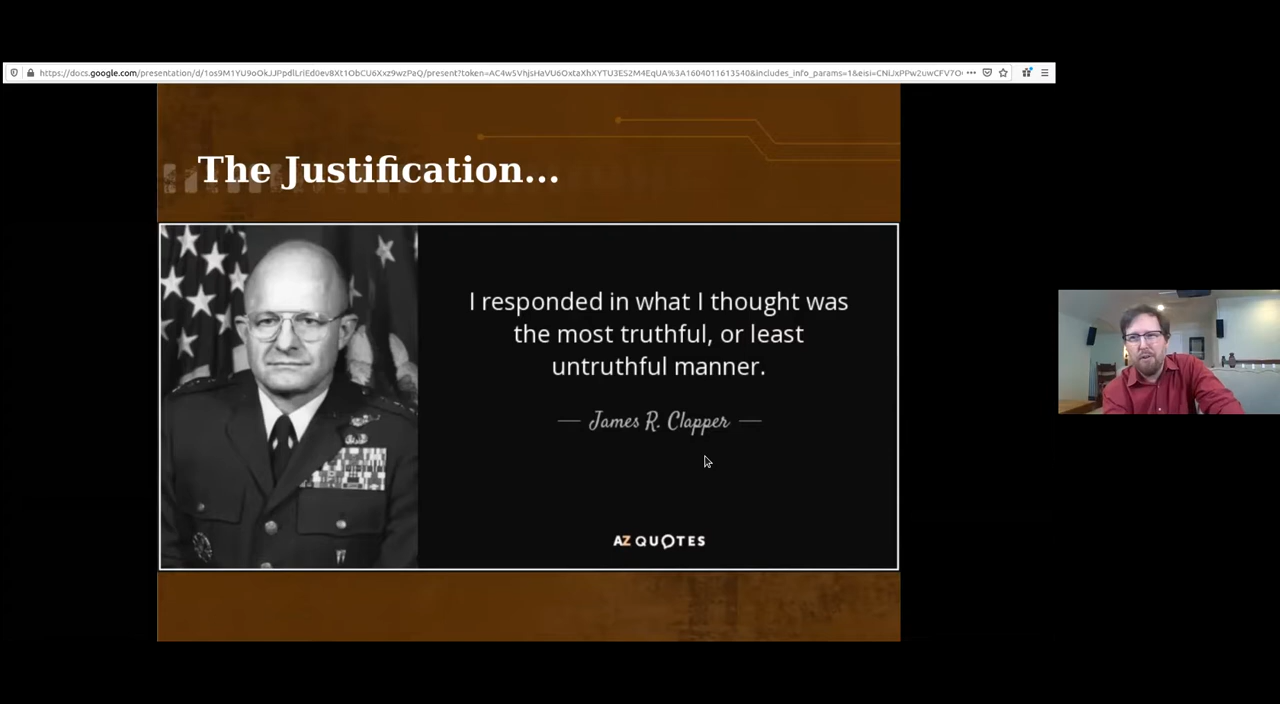 The Justification...
I responded in what I thought was
the most truthful, or least
untruthful manner.
James R. Clapper
AZ QUOTES